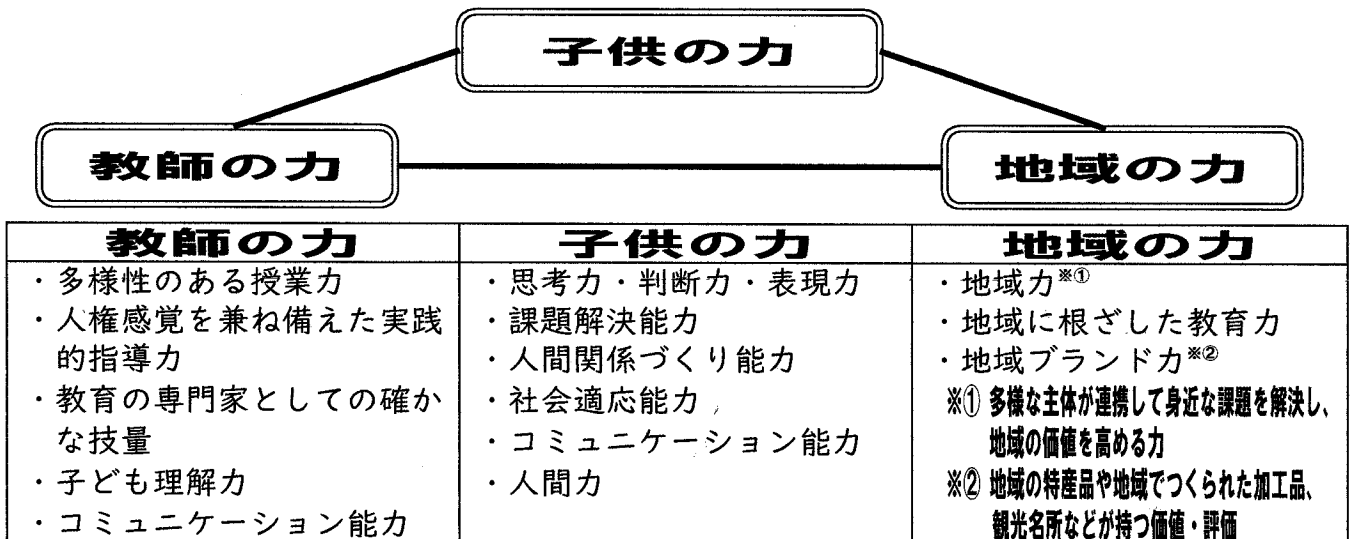 子供の力
教師の力
地域の力
教師の力
・多様性のある授業力
・人権感覚を兼ね備えた実践
的指導力
・教育の専門家としての確か
な技量
・子ども理解力
・コミュニケーション能力
子供の力
・思考力・判断力・表現力
・課題解決能力
・人間関係づくり能力
・社会適応能力
・コミュニケーション能力
・人間力
地域の力
・地域力※①
・地域に根ざした教育力
・地域ブランド力※②
※① 多様な主体が連携して身近な課題を解決し、
地域の価値を高める力
※② 地域の特産品や地域でつくられた加工品、
観光名所などが持つ価値・評価